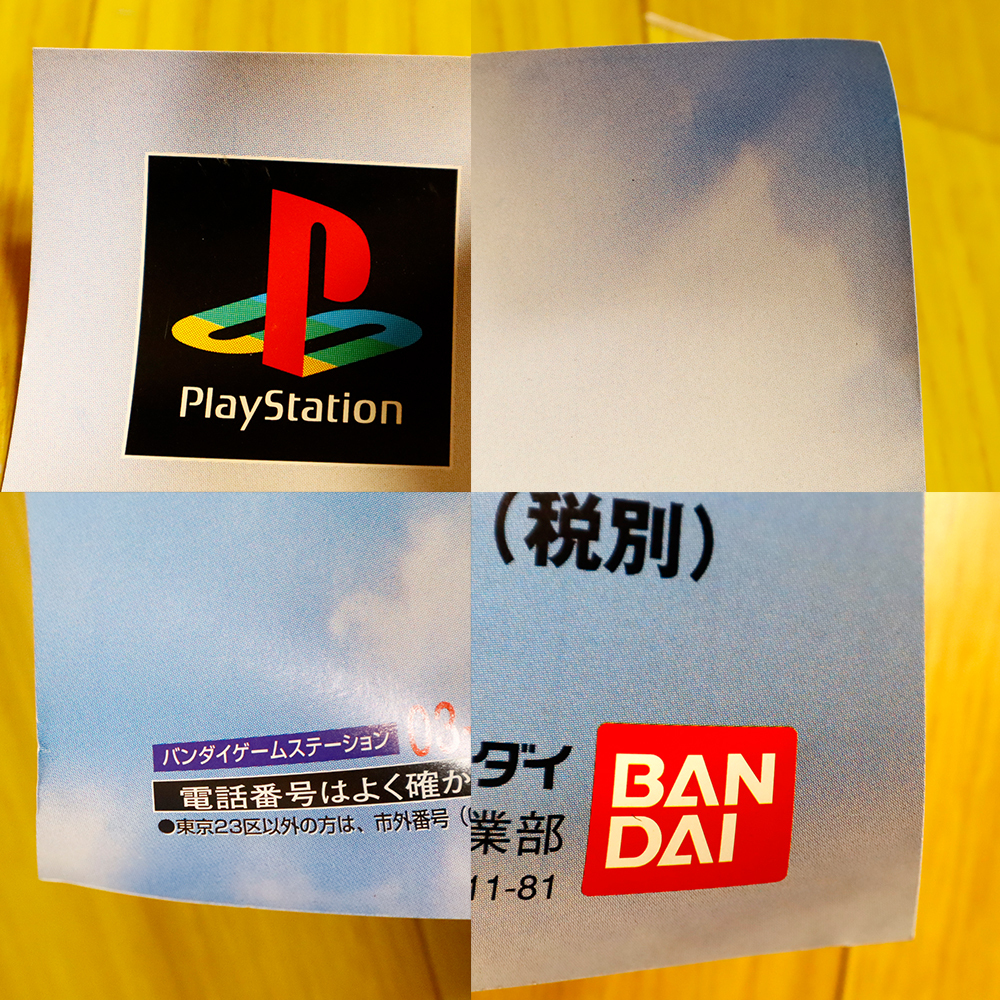 PlayStation
バンダイゲームステーション 03-
電話番号はよく確か
●東京23区以外の方は、市外番号(
(税別)
ダイ
業部
11-81
BAN
DAI